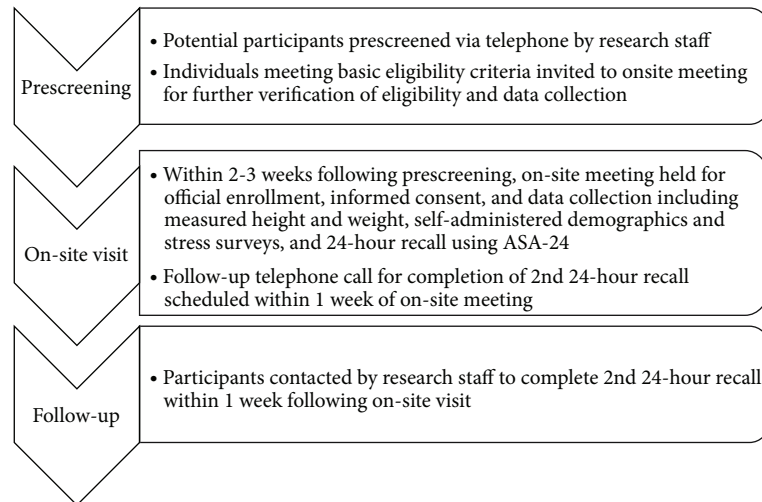 Prescreening
• Potential participants prescreened via telephone by research staff
• Individuals meeting basic eligibility criteria invited to onsite meeting
for further verification of eligibility and data collection
On-site visit
• Within 2-3 weeks following prescreening, on-site meeting held for
official enrollment, informed consent, and data collection including
measured height and weight, self-administered demographics and
stress surveys, and 24-hour recall using ASA-24
• Follow-up telephone call for completion of 2nd 24-hour recall
scheduled within 1 week of on-site meeting
Follow-up
• Participants contacted by research staff to complete 2nd 24-hour recall
within 1 week following on-site visit